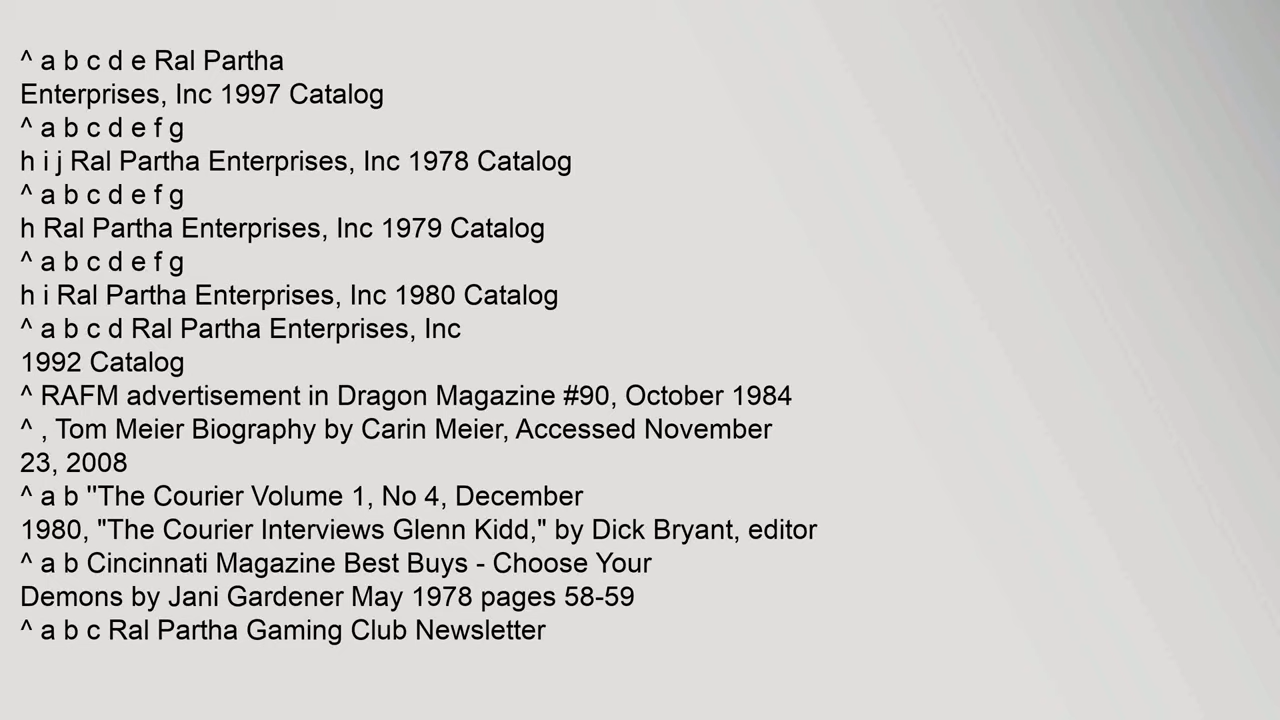 ^ a b c d e Ral Partha
Enterprises, Inc 1997 Catalog
^ a b c d e f g
h i j Ral Partha Enterprises, Inc 1978 Catalog
^ a b c d e f g
h Ral Partha Enterprises, Inc 1979 Catalog
^ a b c d e f g
h i Ral Partha Enterprises, Inc 1980 Catalog
^ a b c d Ral Partha Enterprises, Inc
1992 Catalog
^ RAFM advertisement in Dragon Magazine #90, October 1984
^ , Tom Meier Biography by Carin Meier, Accessed November
23, 2008
^ a b ''The Courier Volume 1, No 4, December
1980, "The Courier Interviews Glenn Kidd," by Dick Bryant, editor
^ a b Cincinnati Magazine Best Buys - Choose Your
Demons by Jani Gardener May 1978 pages 58-59
^ a b c Ral Partha Gaming Club Newsletter